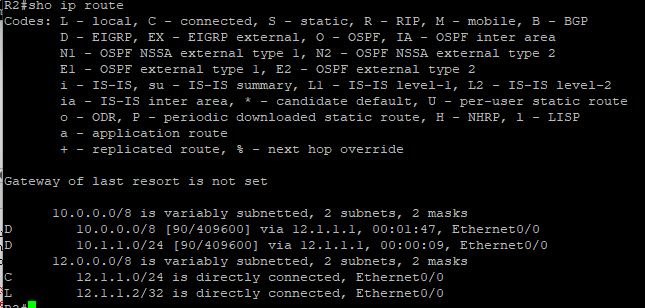 R2#sho ip route
Codes: L - local, C - connected, S - static, R - RIP, M - mobile, B - BGP
       D - EIGRP, EX - EIGRP external, O - OSPF, IA - OSPF inter area
       N1 - OSPF NSSA external type 1, N2 - OSPF NSSA external type 2
       E1 - OSPF external type 1, E2 - OSPF external type 2
       i - IS-IS, su - IS-IS summary, L1 - IS-IS level-1, L2 - IS-IS level-2
       ia - IS-IS inter area, * - candidate default, U - per-user static route
       o - ODR, P - periodic downloaded static route, H - NHRP, l - LISP
       a - application route
       + - replicated route, % - next hop override
Gateway of last resort is not set
      10.0.0.0/8 is variably subnetted, 2 subnets, 2 masks
D        10.0.0.0/8 [90/409600] via 12.1.1.1, 00:01:47, Ethernet0/0
D        10.1.1.0/24 [90/409600] via 12.1.1.1, 00:00:09, Ethernet0/0
      12.0.0.0/8 is variably subnetted, 2 subnets, 2 masks
C        12.1.1.0/24 is directly connected, Ethernet0/0
L        12.1.1.2/32 is directly connected, Ethernet0/0
R2#